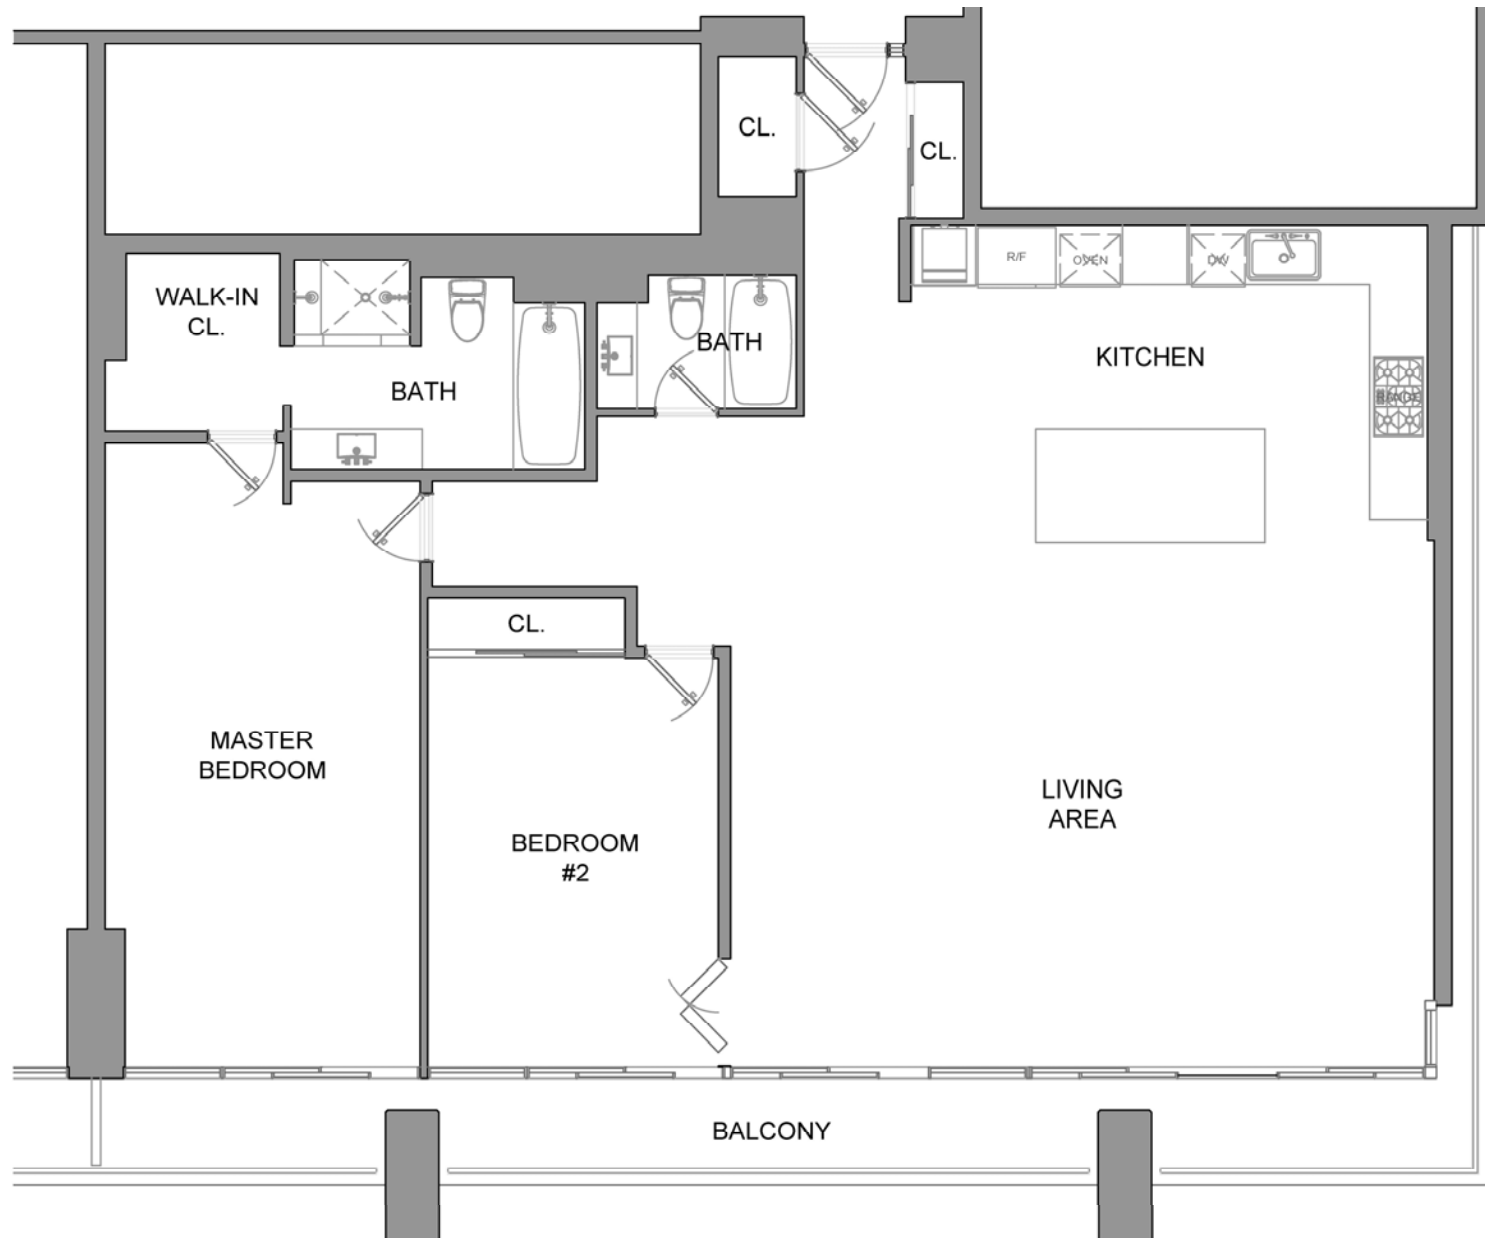 CL.
CL.
R/F
OVEN
DW
WALK-IN
CL.
BATH
BATH
KITCHEN
RANGE
CL.
MASTER
BEDROOM
LIVING
AREA
BEDROOM
#2
BALCONY